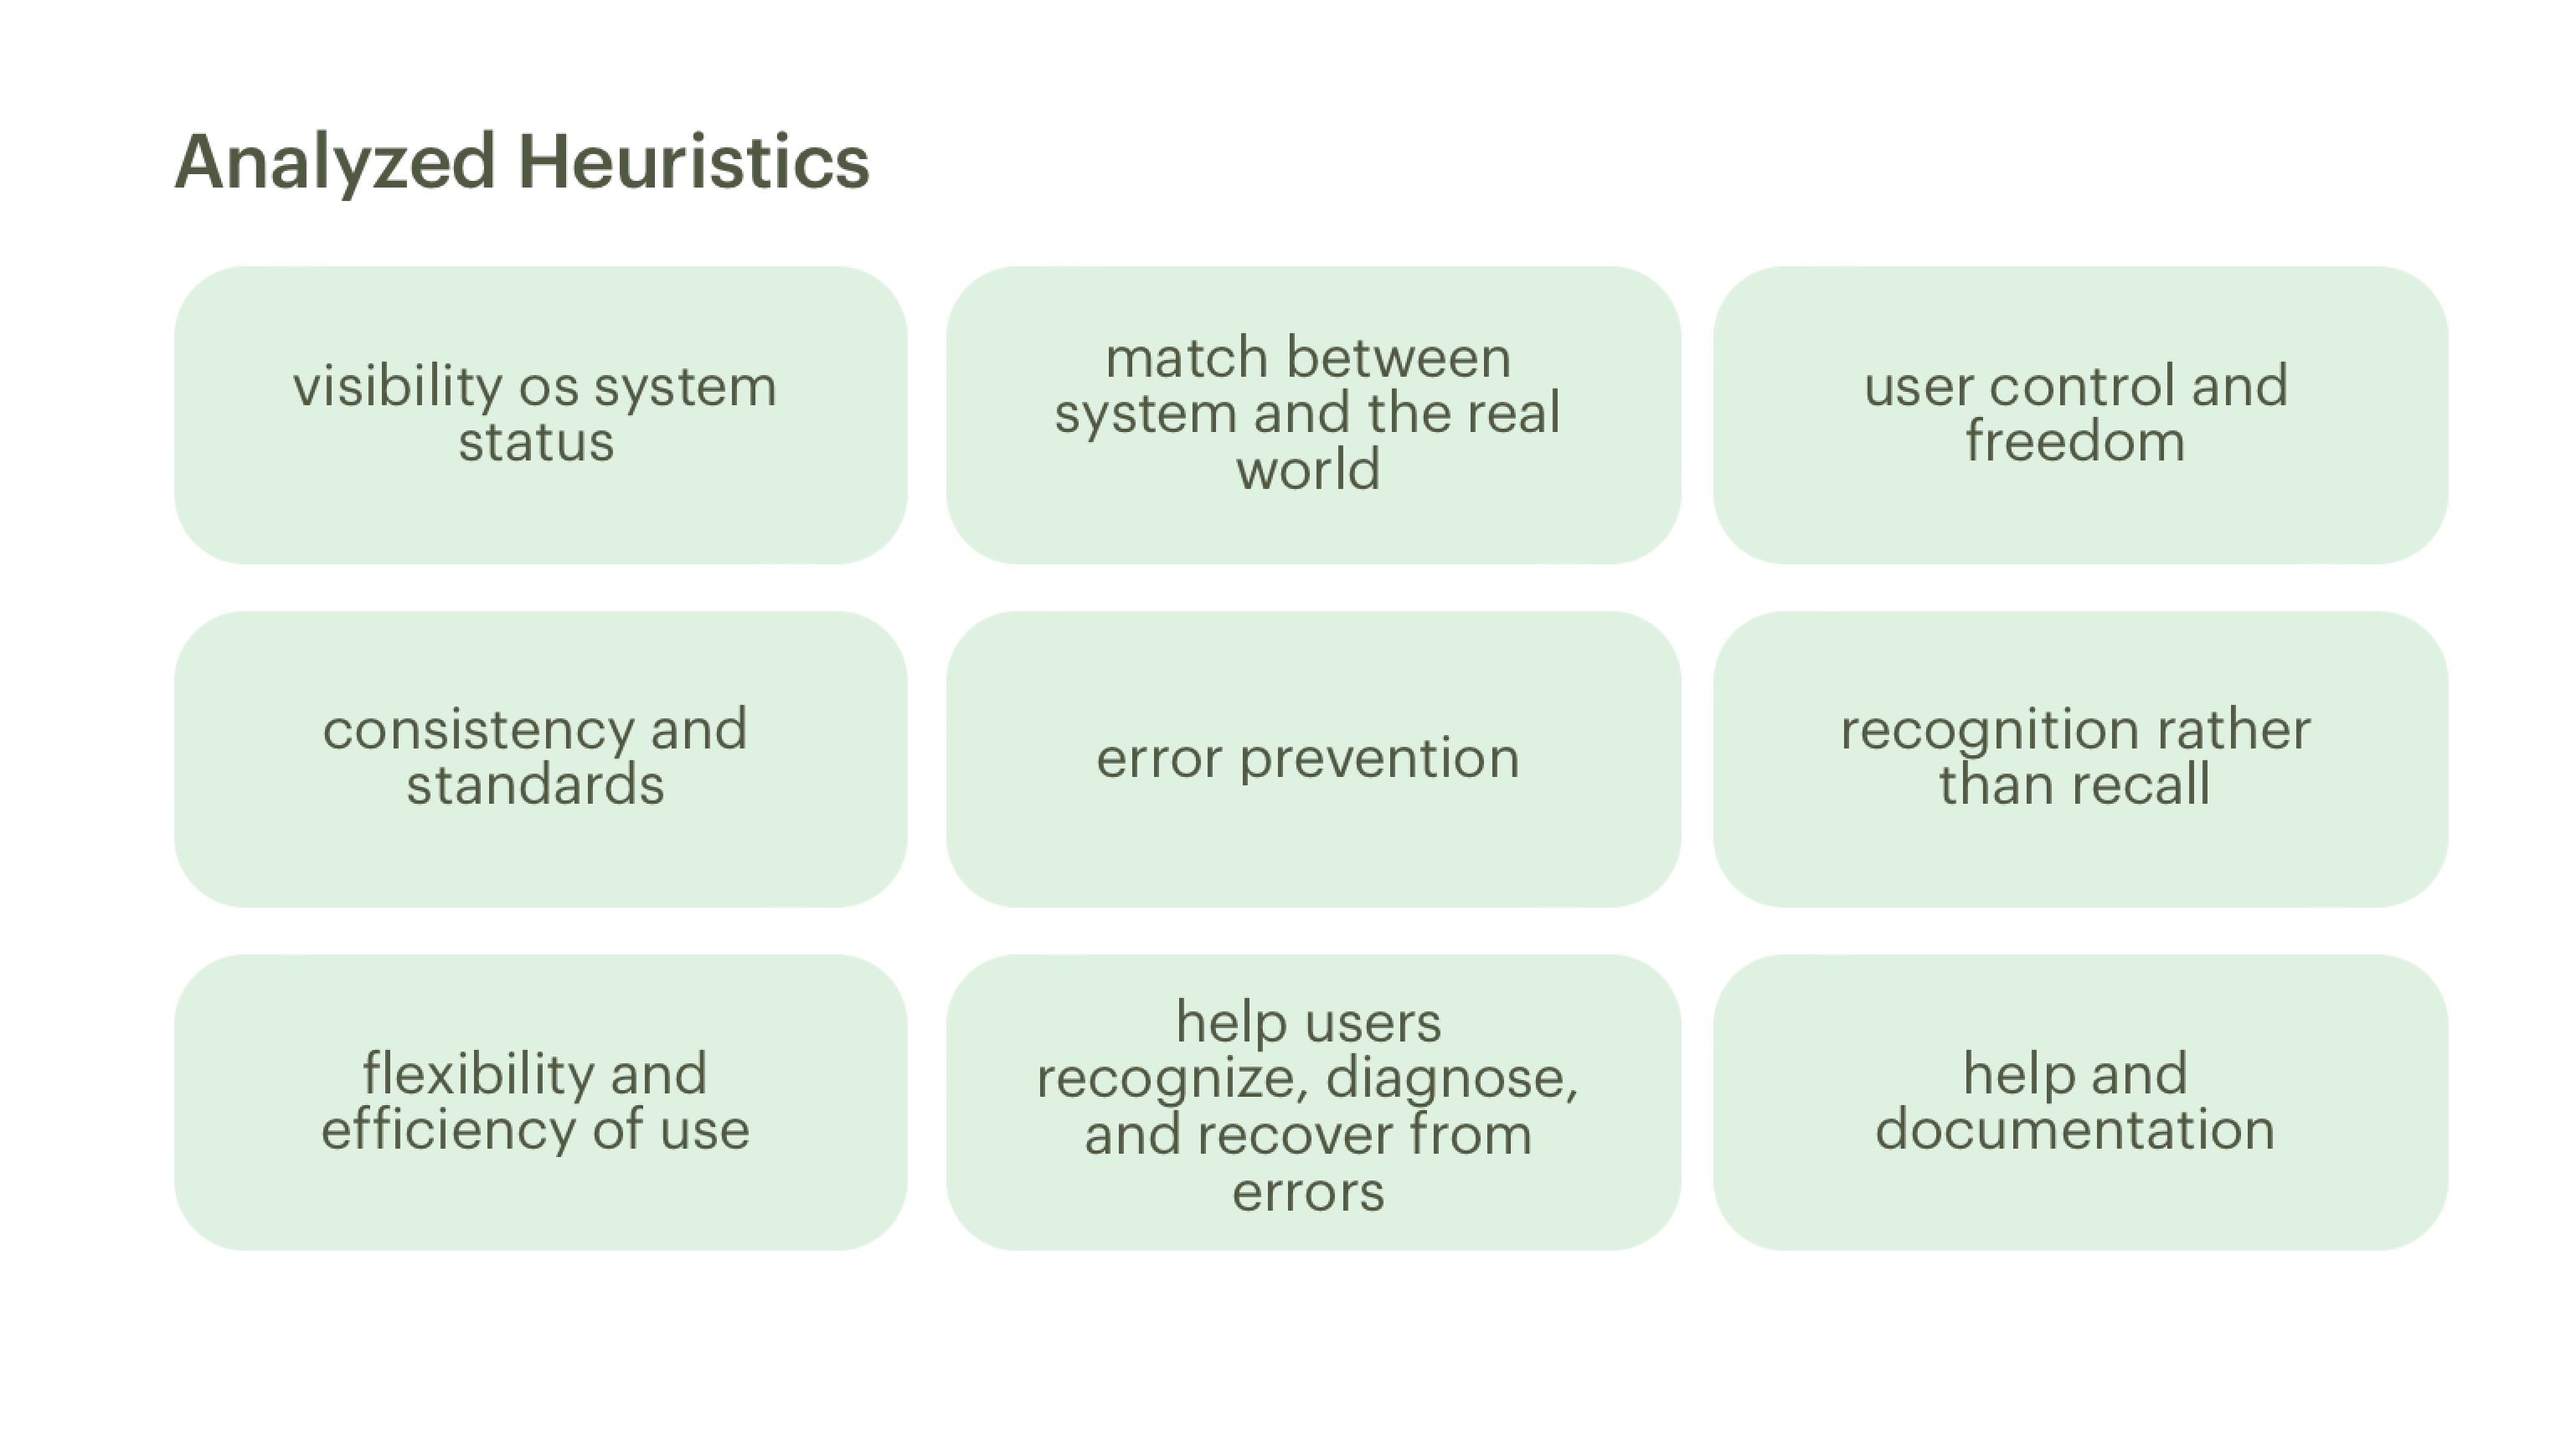 Analyzed Heuristics
visibility os system
status
match between
system and the real
world
user control and
freedom
consistency and
standards
error prevention
recognition rather
than recall
flexibility and
efficiency of use
help users
recognize, diagnose,
and recover from
errors
help and
documentation